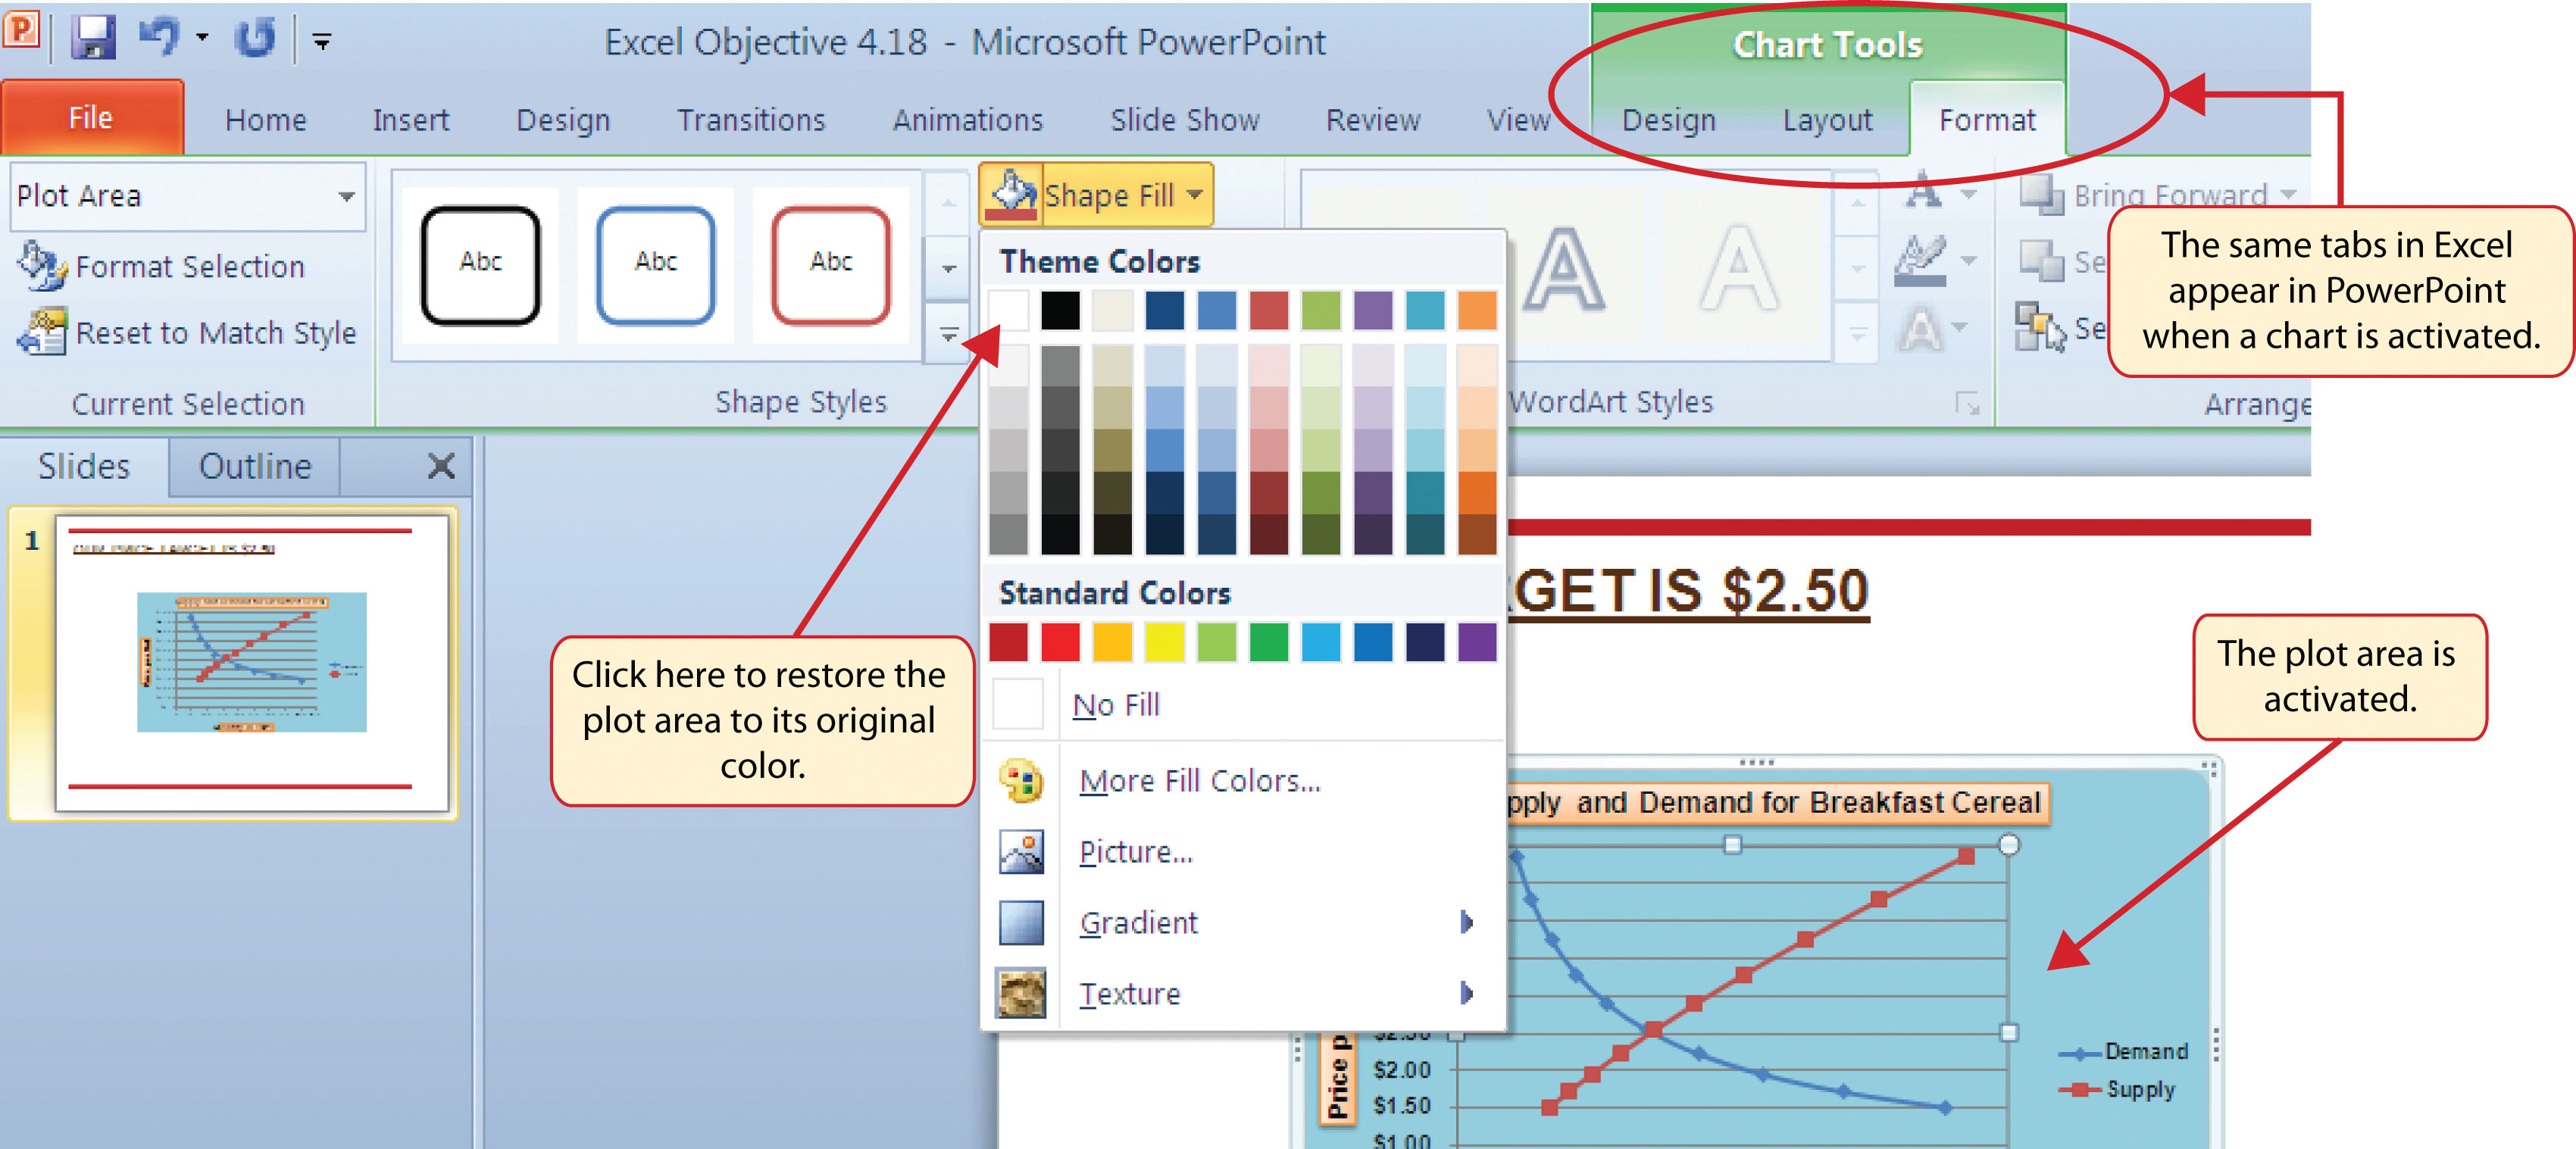 Excel Objective 4.18 - Microsoft PowerPoint
Chart Tools
File
Home
Insert
Design
Transitions
Animations
Slide Show
Review
View
Design
Layout
Format
Plot Area
Format Selection
Reset to Match Style
Current Selection
Abc
Abc
Abc
Shape Styles
Shape Fill
Theme Colors
Standard Colors
No Fill
More Fill Colors...
Picture...
Gradient
Texture
A
A
A
A
WordArt Styles
Bring Forward
Se
Se
Arrange
The same tabs in Excel
appear in PowerPoint
when a chart is activated.
Slides
Outline
1
Click here to restore the
plot area to its original
color.
RGET IS $2.50
The plot area is
activated.
pply and Demand for Breakfast Cereal
Price p
$2.50
$2.00
$1.50
$1.00
Demand
Supply